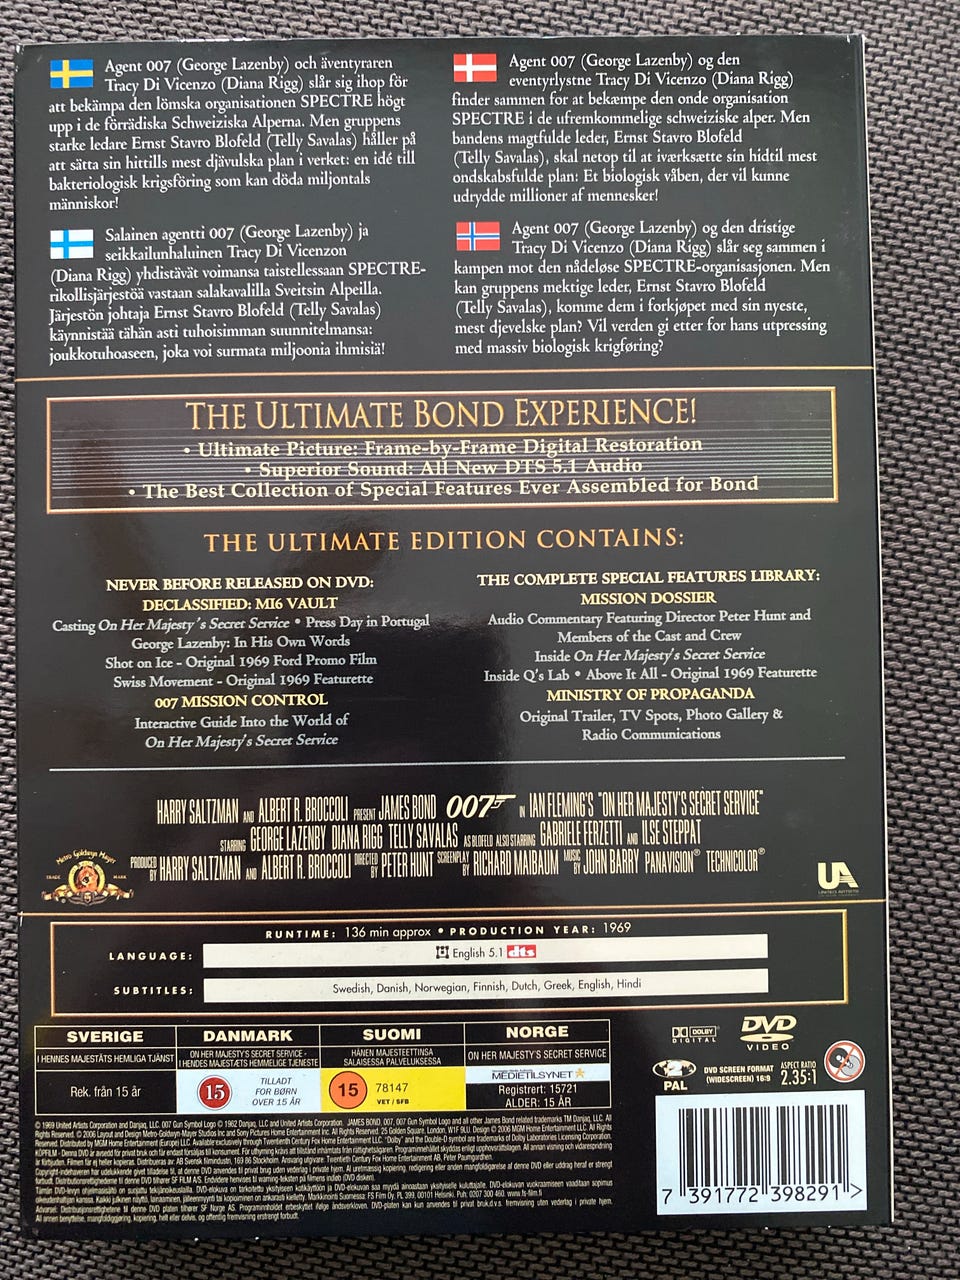 Agent 007 (George Lazenby) och äventyraren
Tracy Di Vicenzo (Diana Rigg) slår sig ihop för
att bekämpa den lömska organisationen SPECTRE högt
upp i de förrädiska Schweiziska Alperna. Men gruppens
starke ledare Ernst Stavro Blofeld (Telly Savalas) håller på
att sätta sin hittills mest djävulska plan i verket: en idé till
bakteriologisk krigsföring som kan döda miljontals
människor!
Agent 007 (George Lazenby) og den
eventyrlystne Tracy Di Vicenzo (Diana Rigg)
finder sammen for at bekæmpe den onde organisation
SPECTRE i de ufremkommelige schweiziske alper. Men
bandens magtfulde leder, Ernst Stavro Blofeld
(Telly Savalas), skal netop til at iværksætte sin hidtil mest
ondskabsfulde plan: Et biologisk våben, der vil kunne
udrydde millioner af mennesker!
Salainen agentti 007 (George Lazenby) ja
seikkailunhaluinen Tracy Di Vicenzon
(Diana Rigg) yhdistävät voimansa taistellessaan SPECTRE-
rikollisjärjestöä vastaan salakavalilla Sveitsin Alpeilla.
Järjestön johtaja Ernst Stavro Blofeld (Telly Savalas)
käynnistää tähän asti tuhoisimman suunnitelmansa:
joukkotuhoaseen, joka voi surmata miljoonia ihmisiä!
Agent 007 (George Lazenby) og den dristige
Tracy Di Vicenzo (Diana Rigg) slår seg sammen i
kampen mot den nådeløse SPECTRE-organisasjonen. Men
kan gruppens mektige leder, Ernst Stavro Blofeld
(Telly Savalas), komme dem i forkjøpet med sin nyeste,
mest djevelske plan? Vil verden gi etter for hans utpressing
med massiv biologisk krigføring?
THE ULTIMATE BOND EXPERIENCE!
• Ultimate Picture: Frame-by-Frame Digital Restoration
• Superior Sound: All New DTS 5.1 Audio
• The Best Collection of Special Features Ever Assembled for Bond
THE ULTIMATE EDITION CONTAINS:
NEVER BEFORE RELEASED ON DVD:
DECLASSIFIED: MI6 VAULT
Casting On Her Majesty's Secret Service • Press Day in Portugal
George Lazenby: In His Own Words
Shot on Ice - Original 1969 Ford Promo Film
Swiss Movement - Original 1969 Featurette
007 MISSION CONTROL
Interactive Guide Into the World of
On Her Majesty's Secret Service
THE COMPLETE SPECIAL FEATURES LIBRARY:
MISSION DOSSIER
Audio Commentary Featuring Director Peter Hunt and
Members of the Cast and Crew
Inside On Her Majesty's Secret Service
Inside Q's Lab • Above It All - Original 1969 Featurette
MINISTRY OF PROPAGANDA
Original Trailer, TV Spots, Photo Gallery &
Radio Communications
HARRY SALTZMAN AND ALBERT R. BROCCOLI PRESENT JAMES BOND 007 IN IAN FLEMING'S "ON HER MAJESTY'S SECRET SERVICE"
STARRING GEORGE LAZENBY DIANA RIGG TELLY SAVALAS AS BLOFELD ALSO STARRING GABRIELE FERZETTI AND ILSE STEPPAT
PRODUCED BY HARRY SALTZMAN AND ALBERT R. BROCCOLI DIRECTED BY PETER HUNT SCREENPLAY BY RICHARD MAIBAUM MUSIC BY JOHN BARRY PANAVISION® TECHNICOLOR®
Metro Goldwyn Mayer
TRADE MARK
UA
UNITED ARTISTS
RUNTIME: 136 min approx • PRODUCTION YEAR: 1969
LANGUAGE: English 5.1 dts
SUBTITLES: Swedish, Danish, Norwegian, Finnish, Dutch, Greek, English, Hindi
SVERIGE
I HENNES MAJESTÄTS HEMLIGA TJÄNST
Rek. från 15 år
DANMARK
ON HER MAJESTY'S SECRET SERVICE -
I HENDES MAJESTÆTS HEMMELIGE TJENESTE
15
TILLADT
FOR BØRN
OVER 15 ÅR
SUOMI
HÄNEN MAJESTEETTINSA
SALAISESSA PALVELUKSESSA
15
78147
VET / SFB
NORGE
ON HER MAJESTY'S SECRET SERVICE
MEDIETILSYNET
Registrert: 15721
ALDER: 15 ÅR
DOLBY
DIGITAL
DVD
VIDEO
2
PAL
DVD SCREEN FORMAT
(WIDESCREEN) 16:9
ASPECT RATIO
2.35:1
7 391772 398291 >